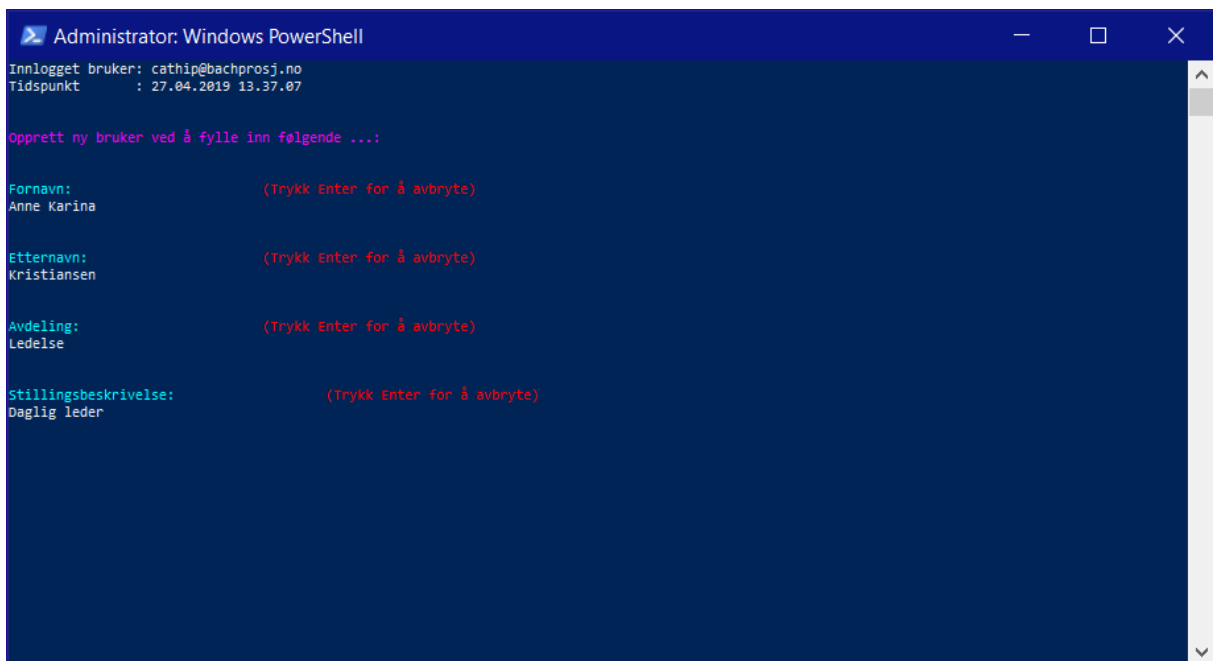 Administrator: Windows PowerShell
Innlogget bruker: cathip@bachprosj.no
Tidspunkt : 27.04.2019 13.37.07
Opprett ny bruker ved å fylle inn følgende ...:
Fornavn: (Trykk Enter for å avbryte)
Anne Karina
Etternavn: (Trykk Enter for å avbryte)
Kristiansen
Avdeling: (Trykk Enter for å avbryte)
Ledelse
Stillingsbeskrivelse: (Trykk Enter for å avbryte)
Daglig leder